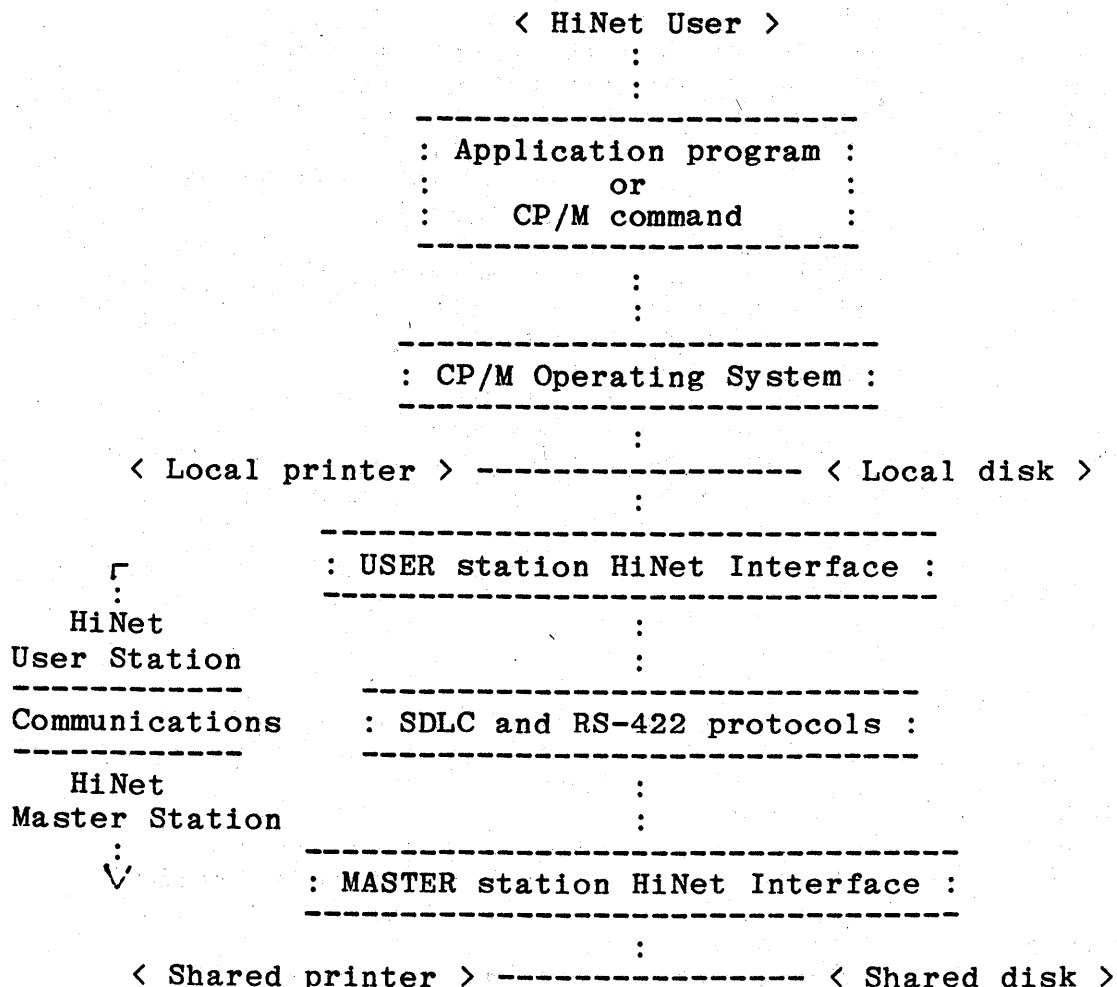 < HiNet User >
: Application program :
: or :
: CP/M command :
: CP/M Operating System :
< Local printer > ----------------- < Local disk >
: USER station HiNet Interface :
HiNet
User Station
Communications : SDLC and RS-422 protocols :
HiNet
Master Station
: MASTER station HiNet Interface :
< Shared printer > ---------------- < Shared disk >